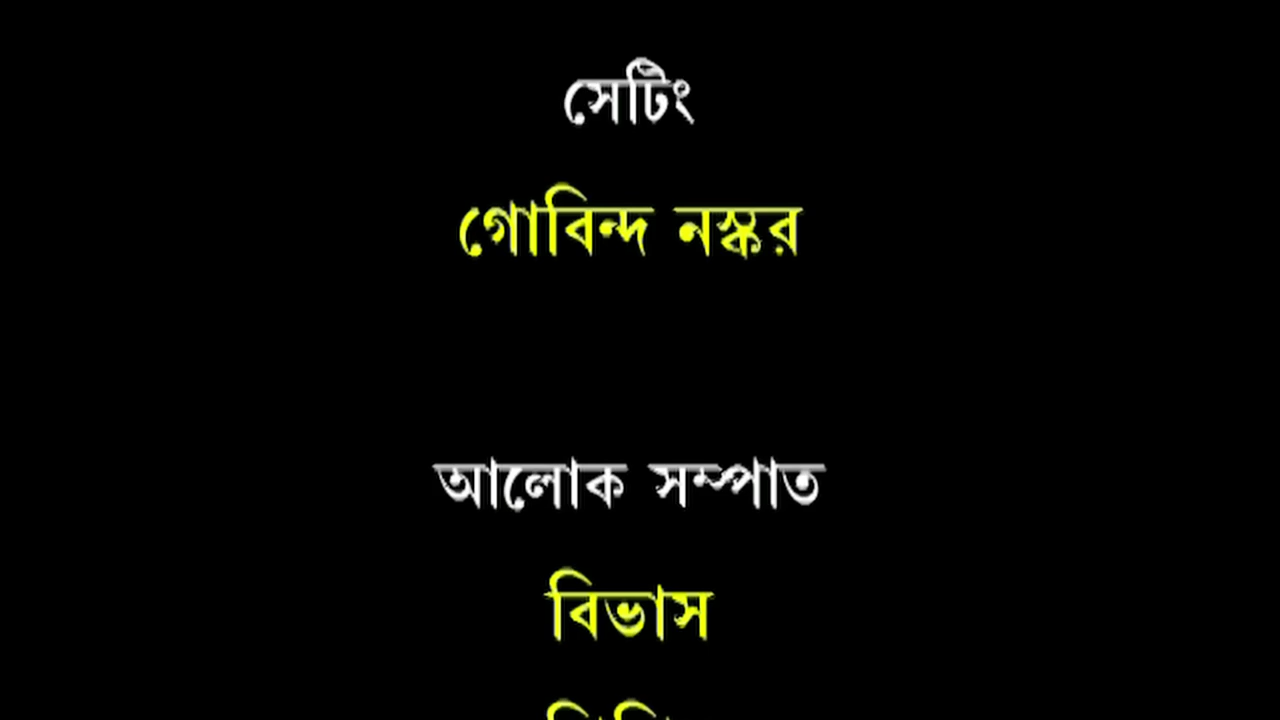 সেটিং
গোবিন্দ নস্কর
আলোক সম্পাত
বিভাস